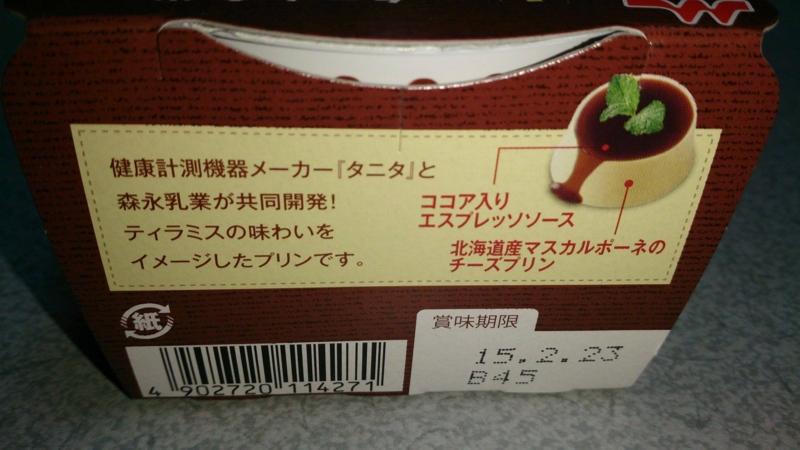 健康計測機器メーカー『タニタ』と
森永乳業が共同開発!
ティラミスの味わいを
イメージしたプリンです。
ココア入り
エスプレッソソース
北海道産マスカルポーネの
チーズプリン
紙
賞味期限
15.2.23
B45
4 902720 114271